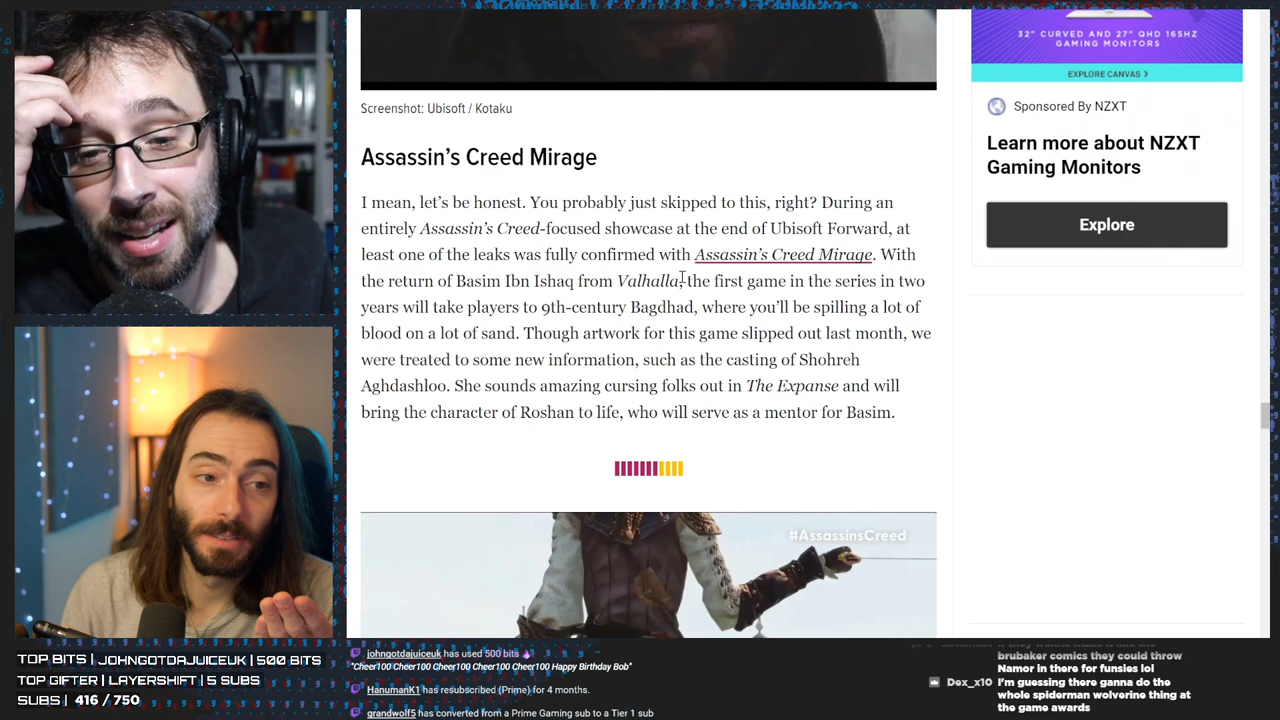 Screenshot: Ubisoft / Kotaku
Assassin’s Creed Mirage
I mean, let’s be honest. You probably just skipped to this, right? During an
entirely Assassin’s Creed-focused showcase at the end of Ubisoft Forward, at
least one of the leaks was fully confirmed with Assassin’s Creed Mirage. With
the return of Basim Ibn Ishaq from Valhalla, the first game in the series in two
years will take players to 9th-century Bagdhad, where you’ll be spilling a lot of
blood on a lot of sand. Though artwork for this game slipped out last month, we
were treated to some new information, such as the casting of Shohreh
Aghdashloo. She sounds amazing cursing folks out in The Expanse and will
bring the character of Roshan to life, who will serve as a mentor for Basim.
#AssassinsCreed
32" CURVED AND 27" QHD 165HZ
GAMING MONITORS
EXPLORE CANVAS >
Sponsored By NZXT
Learn more about NZXT
Gaming Monitors
Explore
TOP BITS | JOHNGOTDAJUICEUK | 500 BITS
TOP GIFTER | LAYERSHIFT | 5 SUBS
SUBS | 416 / 750
johngotdajuiceuk has used 500 bits
"Cheer100 Cheer100 Cheer100 Cheer100 Cheer100 Happy Birthday Bob"
HanumanK1 has resubscribed (Prime) for 4 months.
grandwolf5 has converted from a Prime Gaming sub to a Tier 1 sub
brubaker comics they could throw
Namor in there for funsies lol
Dex_x10 I’m guessing there ganna do the
whole spiderman wolverine thing at
the game awards